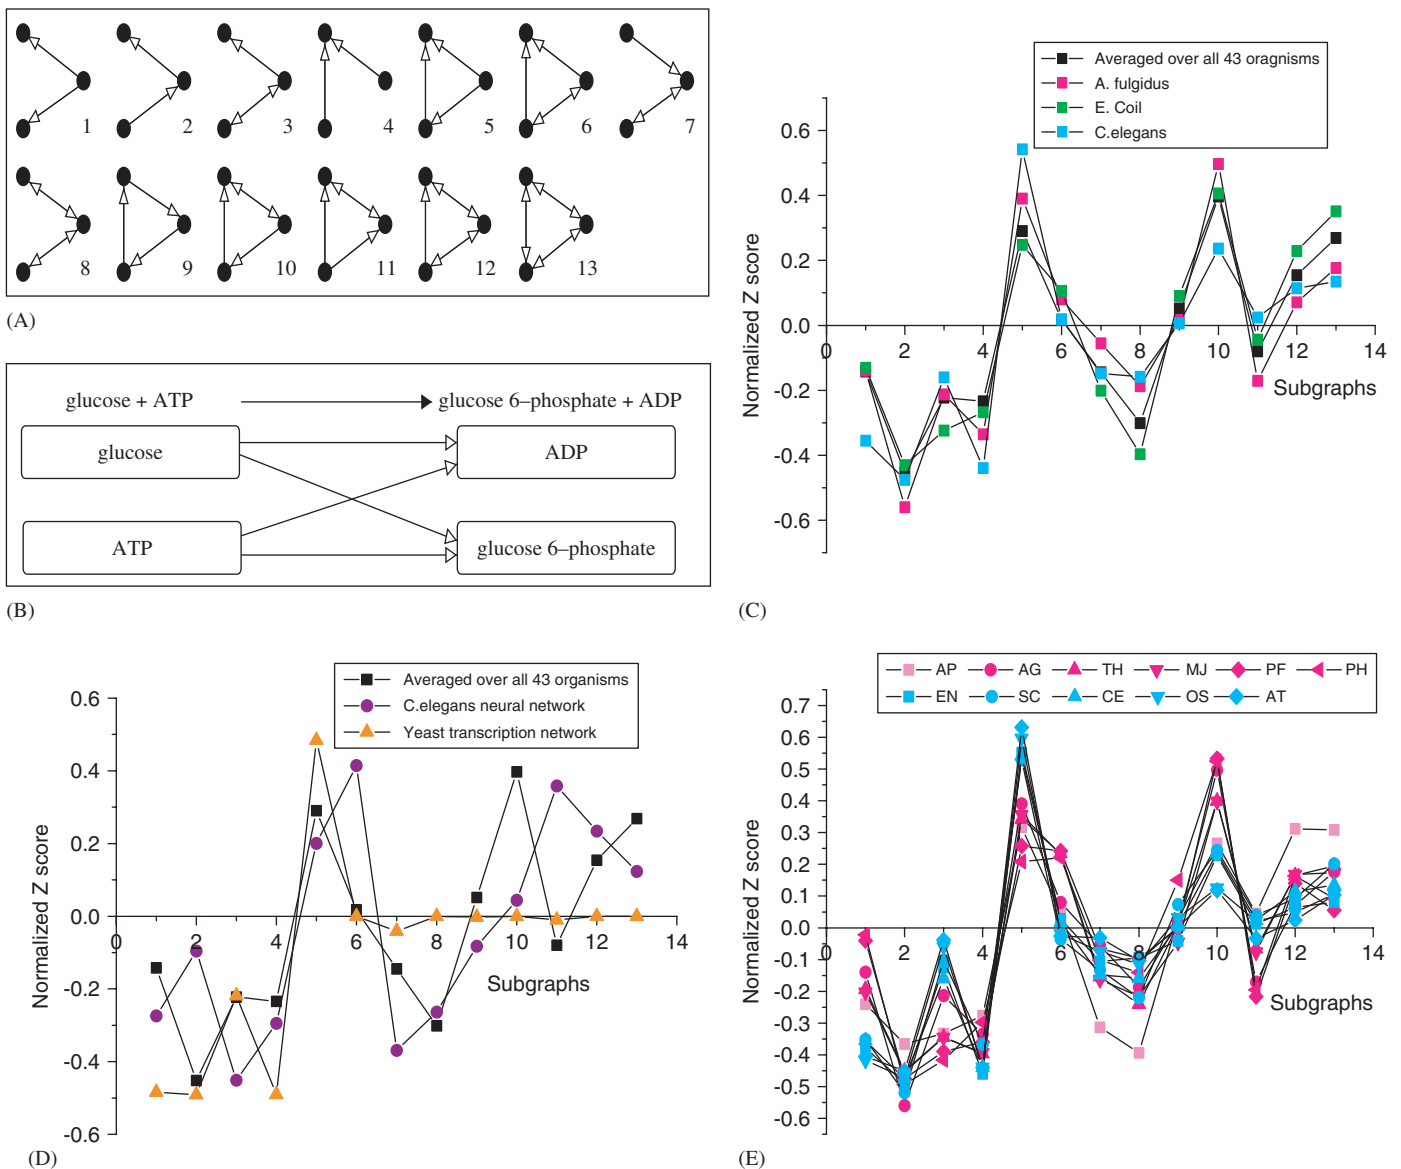 1 2 3 4 5 6 7
8 9 10 11 12 13
(A)
glucose + ATP glucose 6–phosphate + ADP
glucose ADP
ATP glucose 6–phosphate
(B)
Averaged over all 43 oragnisms
A. fulgidus
E. Coil
C.elegans
Normalized Z score
0.6
0.4
0.2
0.0
-0.2
-0.4
-0.6
0 2 4 6 8 10 12 14
Subgraphs
(C)
Averaged over all 43 organisms
C.elegans neural network
Yeast transcription network
Normalized Z score
0.6
0.4
0.2
0.0
-0.2
-0.4
-0.6
0 2 4 6 8 10 12 14
Subgraphs
(D)
AP AG TH MJ PF PH
EN SC CE OS AT
Normalized Z score
0.7
0.6
0.5
0.4
0.3
0.2
0.1
0.0
-0.1
-0.2
-0.3
-0.4
-0.5
-0.6
0 2 4 6 8 10 12 14
Subgraphs
(E)